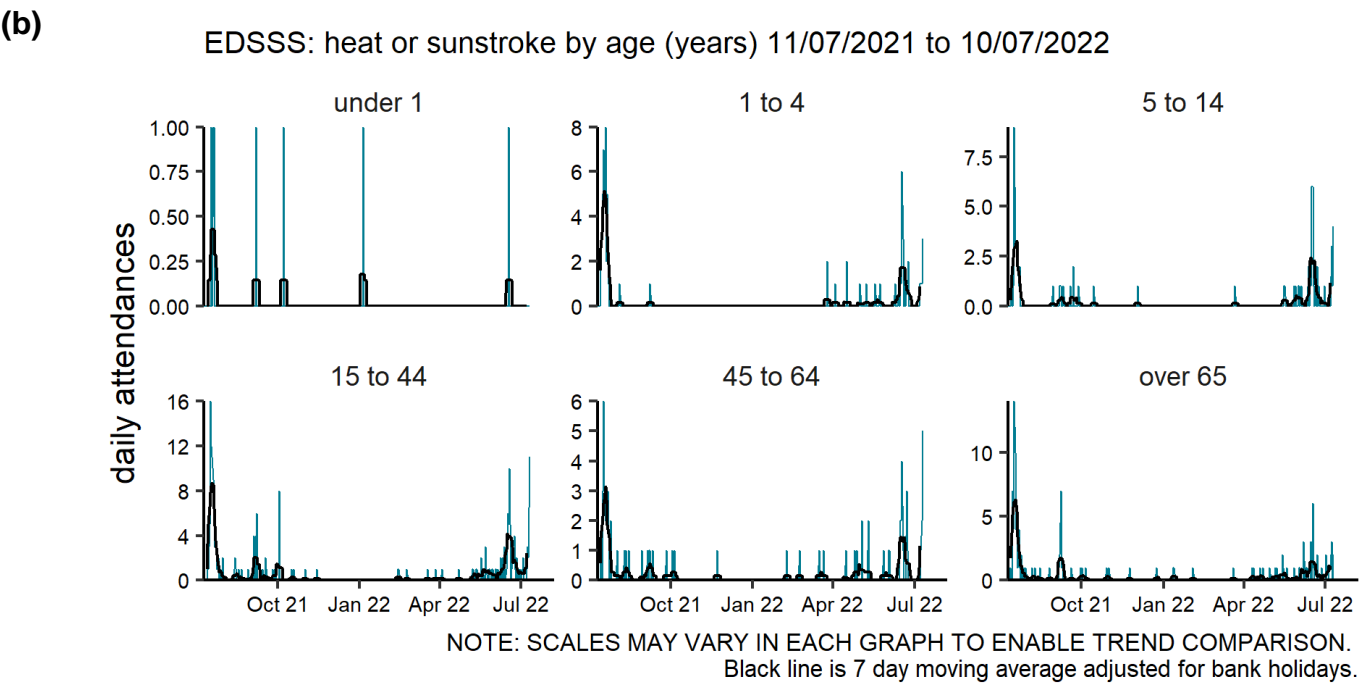 (b)
EDSSS: heat or sunstroke by age (years) 11/07/2021 to 10/07/2022
daily attendances
under 1
1.00
0.75
0.50
0.25
0.00
1 to 4
8
6
4
2
0
5 to 14
7.5
5.0
2.5
0.0
15 to 44
16
12
8
4
0
Oct 21 Jan 22 Apr 22 Jul 22
45 to 64
6
5
4
3
2
1
0
Oct 21 Jan 22 Apr 22 Jul 22
over 65
10
5
0
Oct 21 Jan 22 Apr 22 Jul 22
NOTE: SCALES MAY VARY IN EACH GRAPH TO ENABLE TREND COMPARISON.
Black line is 7 day moving average adjusted for bank holidays.